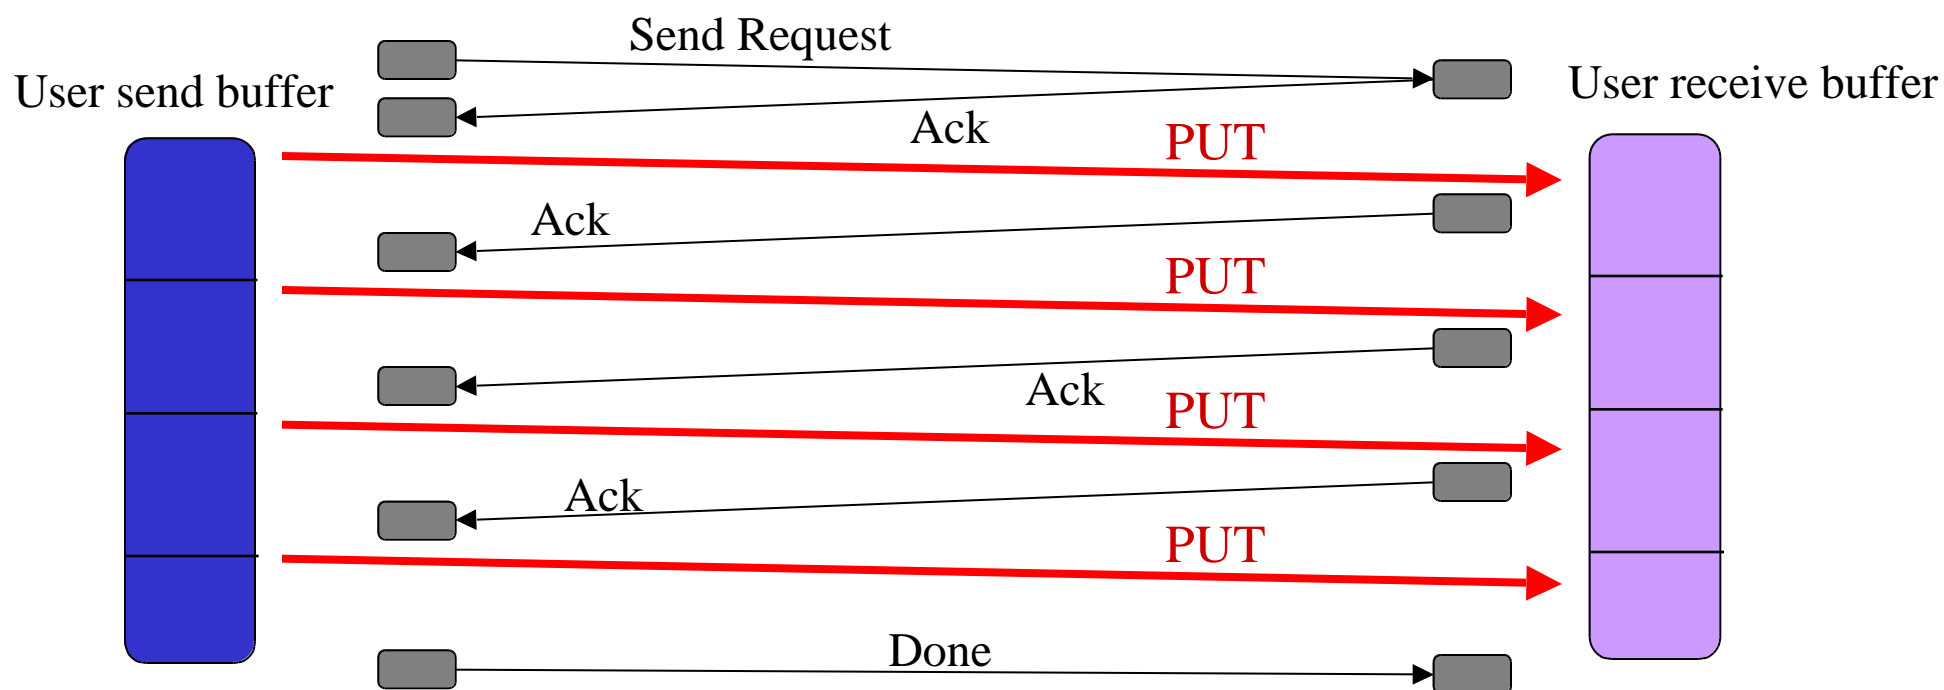 Send Request
User send buffer
User receive buffer
Ack
PUT
Ack
PUT
Ack
PUT
Ack
PUT
Done